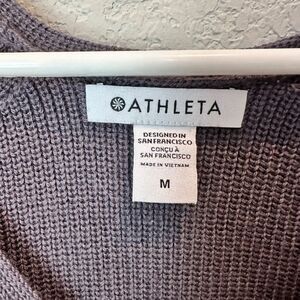 ATHLETA
DESIGNED IN
SAN FRANCISCO
CONÇU À
SAN FRANCISCO
MADE IN VIETNAM
M